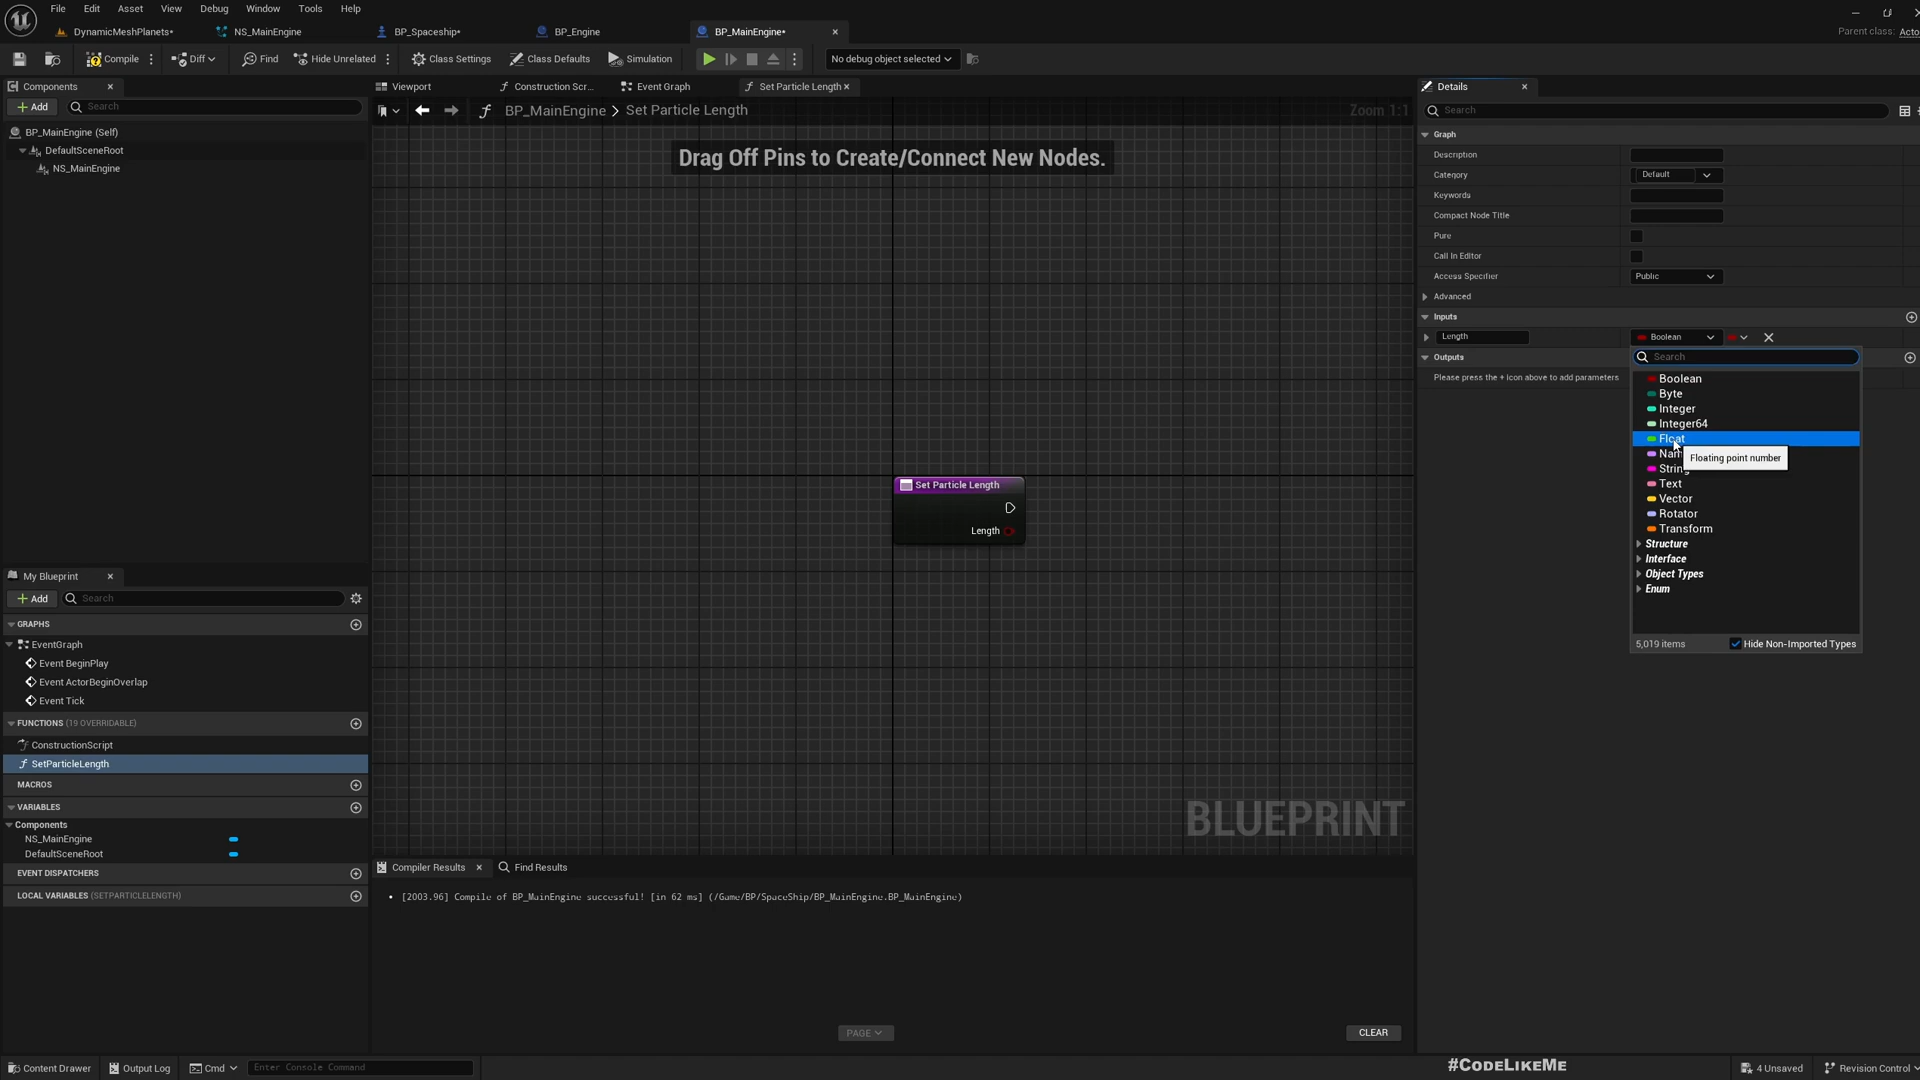 File Edit Asset View Debug Window Tools Help
DynamicMeshPlanets* NS_MainEngine BP_Spaceship* BP_Engine BP_MainEngine*
Parent class: Acto
Compile Diff Find Hide Unrelated Class Settings Class Defaults Simulation No debug object selected
Components
Viewport Construction Scr... Event Graph Set Particle Length
Details
Add Search
BP_MainEngine > Set Particle Length
Zoom 1:1
Search
BP_MainEngine (Self)
DefaultSceneRoot
NS_MainEngine
Drag Off Pins to Create/Connect New Nodes.
Graph
Description
Category Default
Keywords
Compact Node Title
Pure
Call In Editor
Access Specifier Public
Advanced
Inputs
Length Boolean
Outputs
Please press the + icon above to add parameters
Search
Boolean
Byte
Integer
Integer64
Float
Nam
Floating point number
String
Text
Vector
Rotator
Transform
Structure
Interface
Object Types
Enum
5,019 items Hide Non-Imported Types
Set Particle Length
Length
BLUEPRINT
My Blueprint
Add Search
GRAPHS
EventGraph
Event BeginPlay
Event ActorBeginOverlap
Event Tick
FUNCTIONS (19 OVERRIDABLE)
ConstructionScript
SetParticleLength
MACROS
VARIABLES
Components
NS_MainEngine
DefaultSceneRoot
EVENT DISPATCHERS
LOCAL VARIABLES (SETPARTICLELENGTH)
Compiler Results Find Results
[2003.96] Compile of BP_MainEngine successful! [in 62 ms] (/Game/BP/SpaceShip/BP_MainEngine.BP_MainEngine)
PAGE CLEAR
Content Drawer Output Log Cmd Enter Console Command
#CODELIKEME
4 Unsaved Revision Control